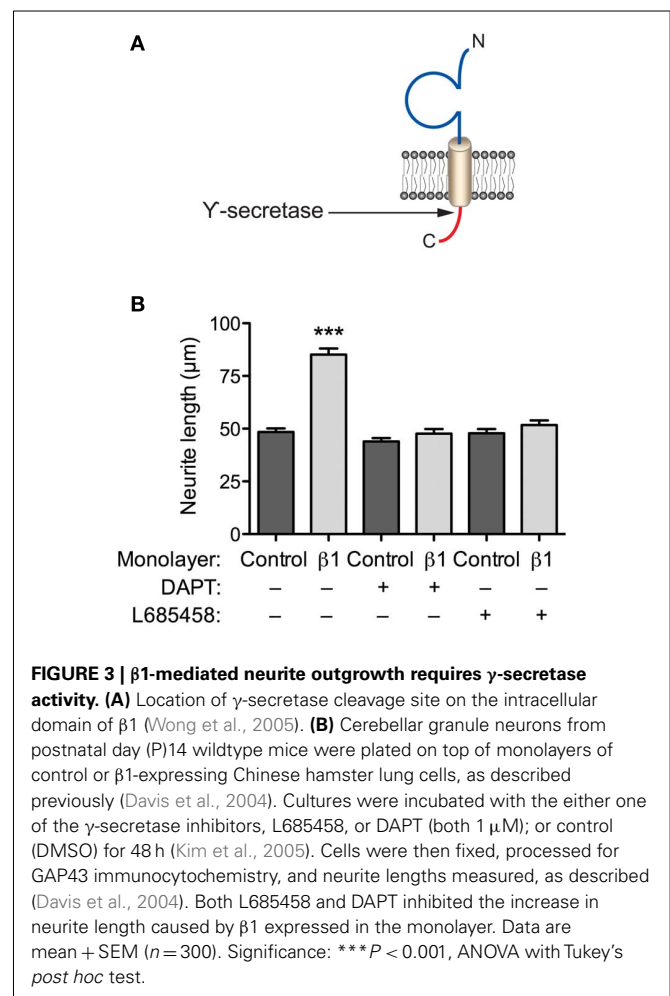 A
N
ϒ-secretase
C
B
100
***
75
50
25
0
Neurite length (µm)
Monolayer: Control β1 Control β1 Control β1
DAPT: – – + + – –
L685458: – – – – + +
FIGURE 3 | β1-mediated neurite outgrowth requires γ-secretase
activity. (A) Location of γ-secretase cleavage site on the intracellular
domain of β1 (Wong et al., 2005). (B) Cerebellar granule neurons from
postnatal day (P)14 wildtype mice were plated on top of monolayers of
control or β1-expressing Chinese hamster lung cells, as described
previously (Davis et al., 2004). Cultures were incubated with the either one
of the γ-secretase inhibitors, L685458, or DAPT (both 1 μM); or control
(DMSO) for 48 h (Kim et al., 2005). Cells were then fixed, processed for
GAP43 immunocytochemistry, and neurite lengths measured, as described
(Davis et al., 2004). Both L685458 and DAPT inhibited the increase in
neurite length caused by β1 expressed in the monolayer. Data are
mean + SEM (n = 300). Significance: ***P < 0.001, ANOVA with Tukey's
post hoc test.